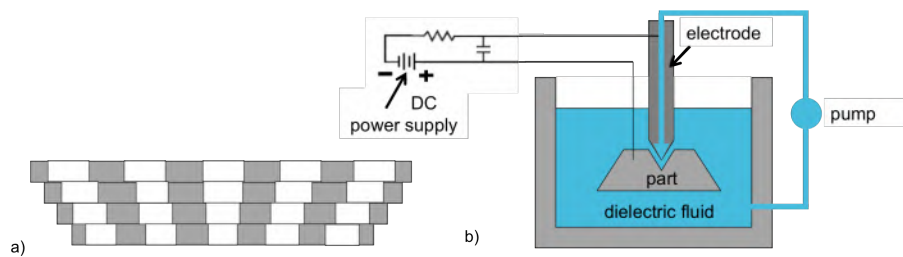 electrode
− +
DC
power supply
pump
part
dielectric fluid
a)
b)